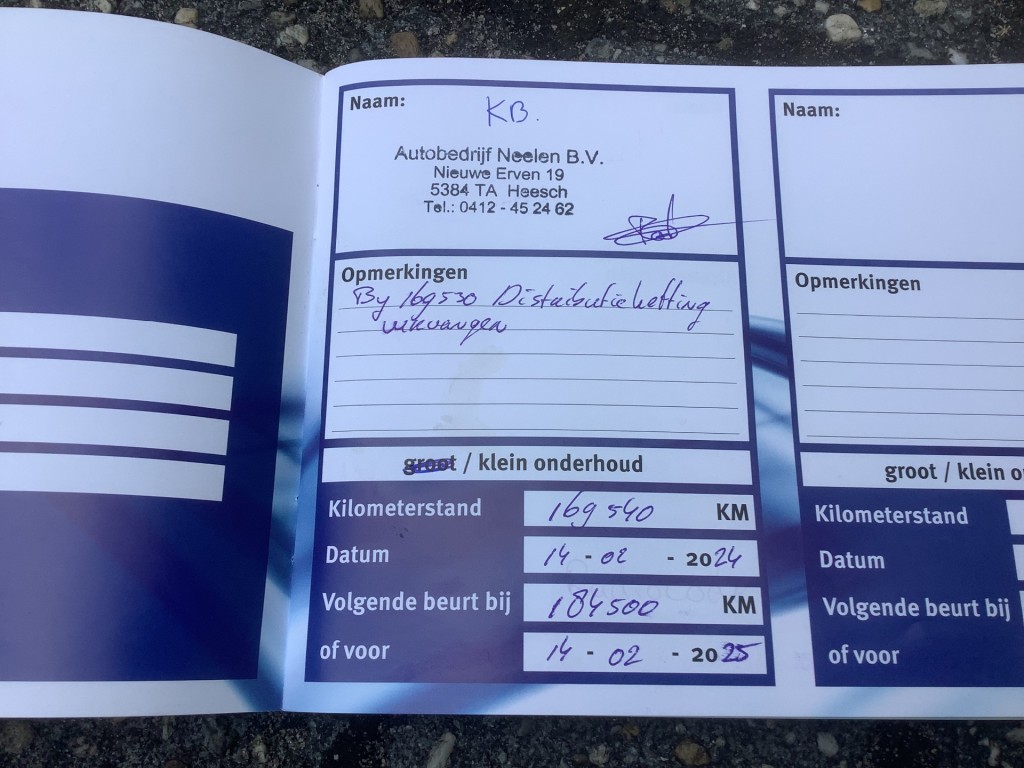 Naam:
KB.
Autobedrijf Neelen B.V.
Nieuwe Erven 19
5384 TA Heesch
Tel.: 0412 - 45 24 62
Opmerkingen
By 169530 Distributieketting
vervangen
groot / klein onderhoud
Kilometerstand 169540 KM
Datum 14 - 02 - 2024
Volgende beurt bij 184500 KM
of voor 14 - 02 - 2025
Naam:
Opmerkingen
groot / klein o
Kilometerstand
Datum
Volgende beurt bij
of voor